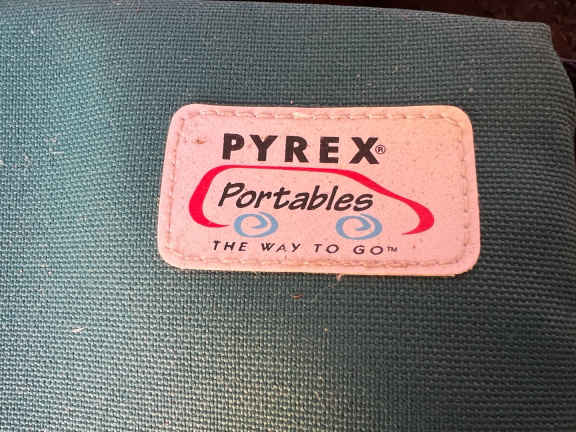 PYREX®
Portables
THE WAY TO GO™